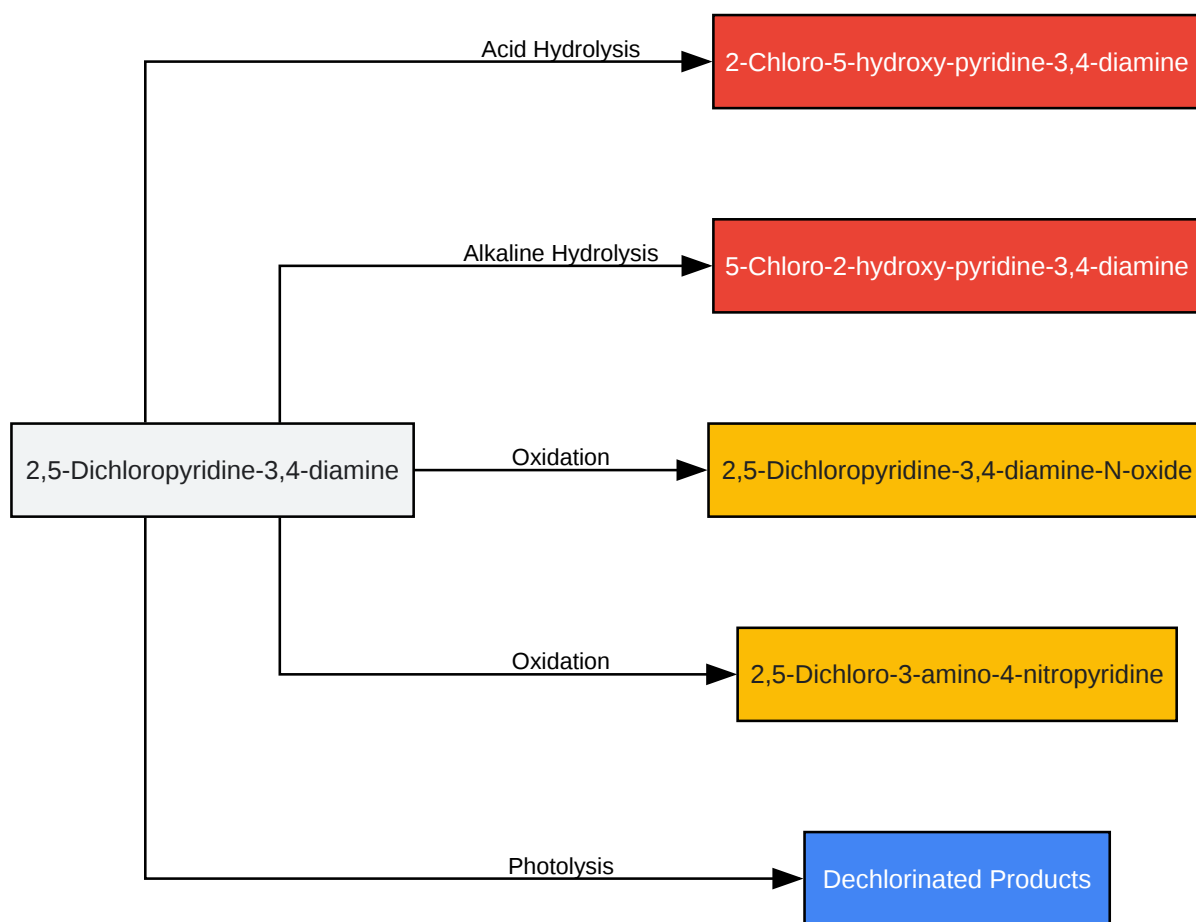 Acid Hydrolysis
2-Chloro-5-hydroxy-pyridine-3,4-diamine
Alkaline Hydrolysis
5-Chloro-2-hydroxy-pyridine-3,4-diamine
2,5-Dichloropyridine-3,4-diamine
Oxidation
2,5-Dichloropyridine-3,4-diamine-N-oxide
Oxidation
2,5-Dichloro-3-amino-4-nitropyridine
Photolysis
Dechlorinated Products